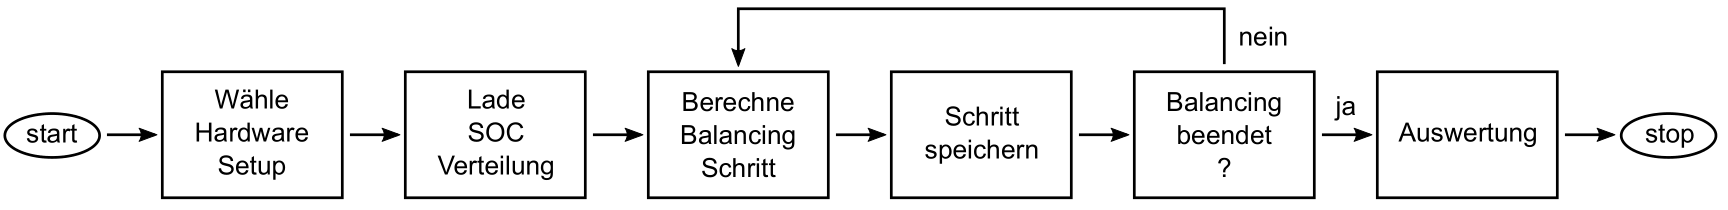 start
Wähle
Hardware
Setup
Lade
SOC
Verteilung
Berechne
Balancing
Schritt
Schritt
speichern
Balancing
beendet
?
nein
ja
Auswertung
stop